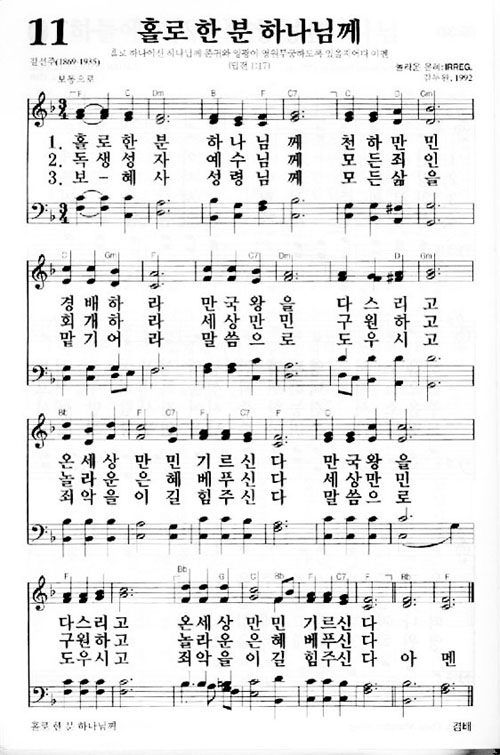 11 홀로 한 분 하나님께
홀로 하나이신 하나님께 존귀와 영광이 영원무궁하도록 있을지어다 아멘
(딤전 1:17)
길선주(1869-1935)
놀라운 은혜: IRREG.
보통으로
김두완, 1992
F C7 F Dm C F C Dm Gm
1. 홀로한분 하나님께 천하만민
2. 독생성자 예수님께 모든죄인
3. 보-혜사 성령님께 모든삶을
C Gm F B C7 F C Gm
경배하라 만국왕을 다스리고
회개하라 세상만민 구원하고
맡기어라 말씀으로 도우시고
Bb F C7 F C7 F C
온세상만민기르신다 만국왕을
놀라운은혜베푸신다 세상만민
죄악을이길힘주신다 말씀으로
F C F Bb G C F C7 F Bb F
다스리고 온세상만민기르신다
구원하고 놀라운은혜베푸신다
도우시고 죄악을이길힘주신다 아멘
홀로 한 분 하나님께
경배